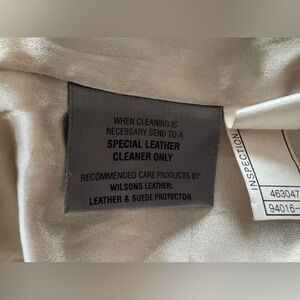 WHEN CLEANING IS
NECESSARY SEND TO A
SPECIAL LEATHER
CLEANER ONLY
RECOMMENDED CARE PRODUCTS BY
WILSONS LEATHER:
LEATHER & SUEDE PROTECTOR
INSPECTION
463047
94016-